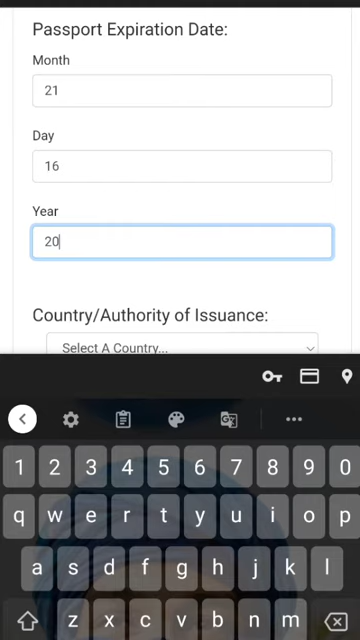 Passport Expiration Date:
Month
21
Day
16
Year
20
Country/Authority of Issuance:
Select A Country...
1 2 3 4 5 6 7 8 9 0
q w e r t y u i o p
a s d f g h j k l
z x c v b n m